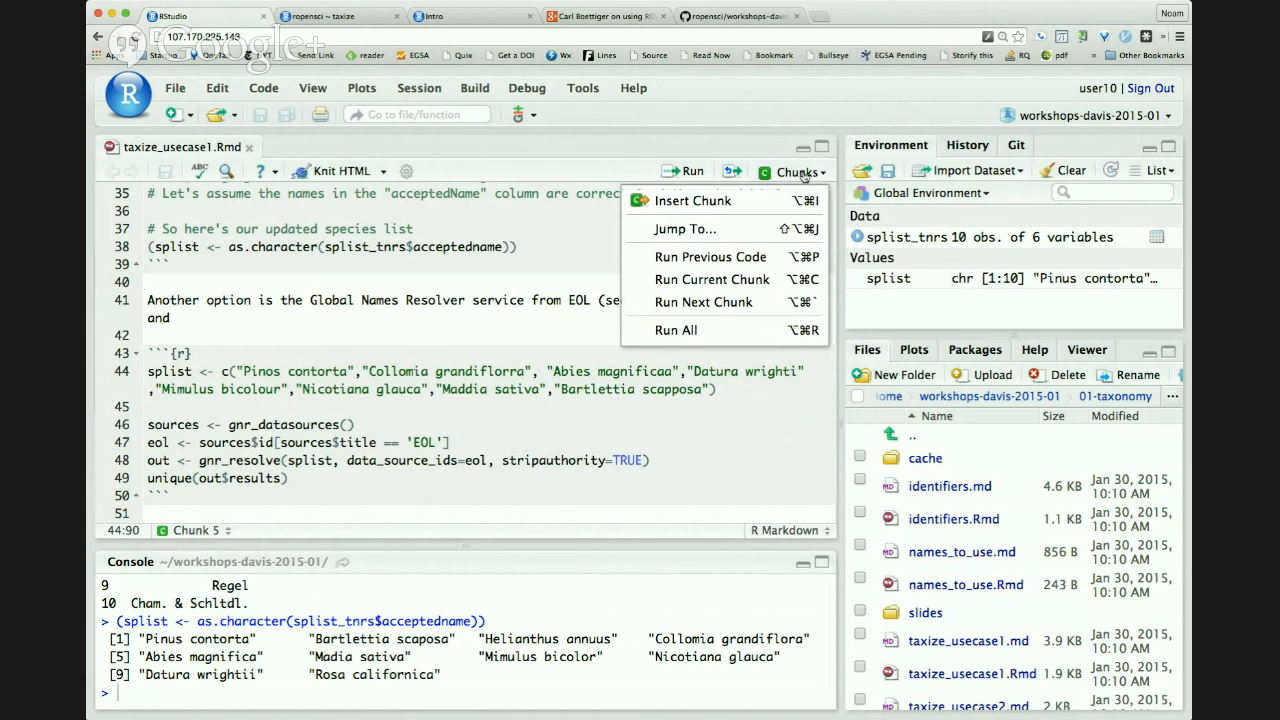 RStudio
ropensci ~ taxize
Intro
Carl Boettiger on using RO
ropensci/workshops-davis
Noam
107.170.225.143
Google+
Send Link
reader
EGSA
Quix
Get a DOI
Wx
Lines
Source
Read Now
Bookmark
Bullseye
EGSA Pending
Storify this
RQ
pdf
»
Other Bookmarks
R
File Edit Code View Plots Session Build Debug Tools Help
user10 | Sign Out
Go to file/function
workshops-davis-2015-01
taxize_usecase1.Rmd
ABC
Knit HTML
Run
Chunks
35 # Let's assume the names in the "acceptedName" column are correc
36
37 # So here's our updated species list
38 (splist <- as.character(splist_tnrs$acceptedname))
39 ```
40
41 Another option is the Global Names Resolver service from EOL (se
and
42
43 ```{r}
44 splist <- c("Pinos contorta","Collomia grandiflorra", "Abies magnificaa","Datura wrighti"
,"Mimulus bicolour","Nicotiana glauca","Maddia sativa","Bartlettia scapposa")
45
46 sources <- gnr_datasources()
47 eol <- sources$id[sources$title == 'EOL']
48 out <- gnr_resolve(splist, data_source_ids=eol, stripauthority=TRUE)
49 unique(out$results)
50 ```
51
44:90 C Chunk 5
R Markdown
Insert Chunk ⌥⌘I
Jump To... ⇧⌥⌘J
Run Previous Code ⌥⌘P
Run Current Chunk ⌥⌘C
Run Next Chunk ⌥⌘`
Run All ⌥⌘R
Console ~/workshops-davis-2015-01/
9 Regel
10 Cham. & Schltdl.
> (splist <- as.character(splist_tnrs$acceptedname))
[1] "Pinus contorta" "Bartlettia scaposa" "Helianthus annuus" "Collomia grandiflora"
[5] "Abies magnifica" "Madia sativa" "Mimulus bicolor" "Nicotiana glauca"
[9] "Datura wrightii" "Rosa californica"
>
Environment History Git
Import Dataset Clear List
Global Environment
Data
splist_tnrs 10 obs. of 6 variables
Values
splist chr [1:10] "Pinus contorta"…
Files Plots Packages Help Viewer
New Folder Upload Delete Rename
ome workshops-davis-2015-01 01-taxonomy ...
Name Size Modified
..
cache
identifiers.md 4.6 KB Jan 30, 2015, 10:10 AM
identifiers.Rmd 1.1 KB Jan 30, 2015, 10:10 AM
names_to_use.md 856 B Jan 30, 2015, 10:10 AM
names_to_use.Rmd 243 B Jan 30, 2015, 10:10 AM
slides
taxize_usecase1.md 3.9 KB Jan 30, 2015, 10:10 AM
taxize_usecase1.Rmd 1.9 KB Jan 30, 2015, 10:10 AM
taxize_usecase2.md 2 KB Jan 30, 2015,